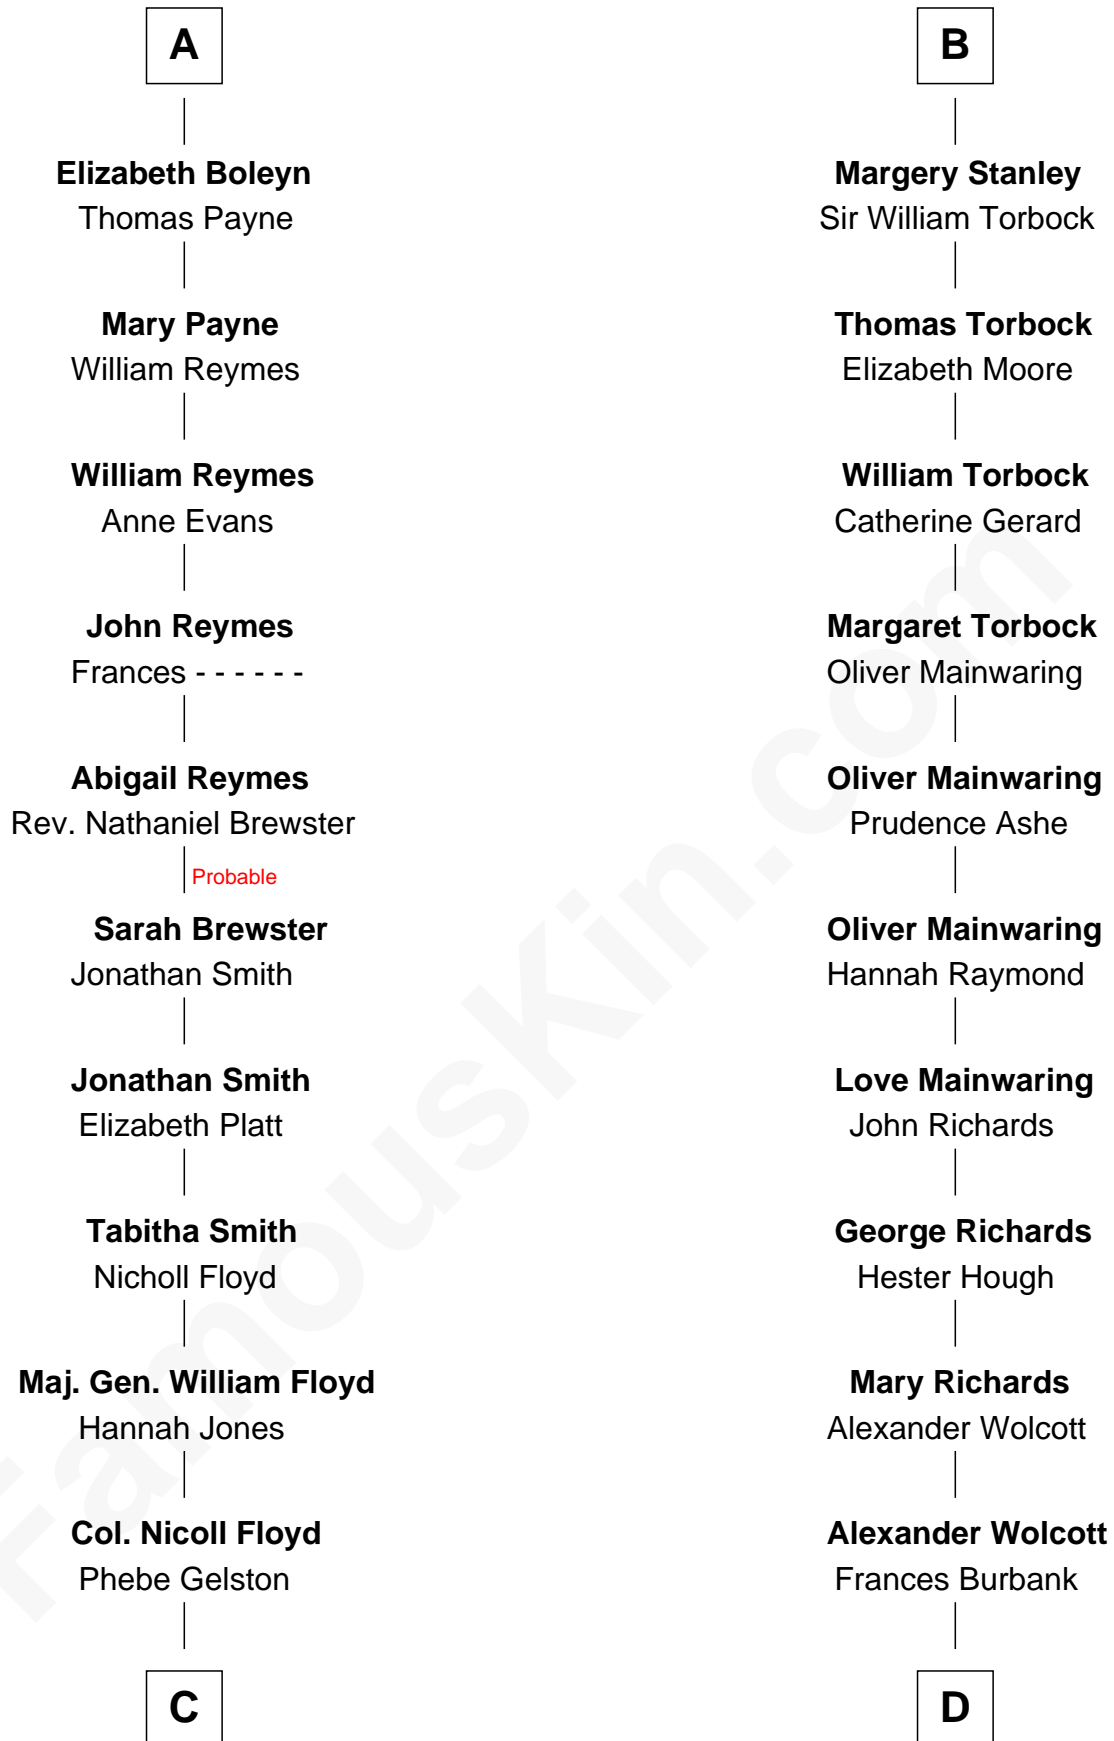 A
Elizabeth Boleyn
Thomas Payne
Mary Payne
William Reymes
William Reymes
Anne Evans
John Reymes
Frances - - - - - -
Abigail Reymes
Rev. Nathaniel Brewster
Probable
Sarah Brewster
Jonathan Smith
Jonathan Smith
Elizabeth Platt
Tabitha Smith
Nicholl Floyd
Maj. Gen. William Floyd
Hannah Jones
Col. Nicoll Floyd
Phebe Gelston
C
B
Margery Stanley
Sir William Torbock
Thomas Torbock
Elizabeth Moore
William Torbock
Catherine Gerard
Margaret Torbock
Oliver Mainwaring
Oliver Mainwaring
Prudence Ashe
Oliver Mainwaring
Hannah Raymond
Love Mainwaring
John Richards
George Richards
Hester Hough
Mary Richards
Alexander Wolcott
Alexander Wolcott
Frances Burbank
D
FamousKin.com